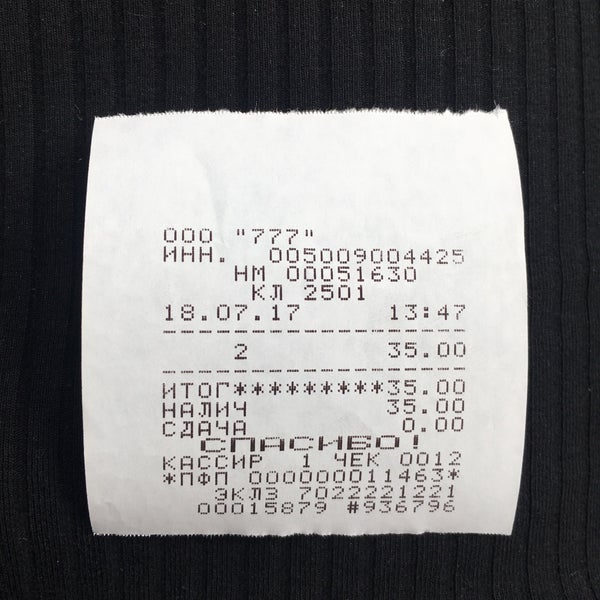 ООО "777"
ИНН. 005009004425
НМ 00051630
КЛ 2501
18.07.17 13:47
2 35.00
ИТОГ*********35.00
НАЛИЧ 35.00
СДАЧА 0.00
СПАСИБО!
КАССИР 1 ЧЕК 0012
*ПФП 000000011463*
ЭКЛЗ 7022221221
00015879 #936796